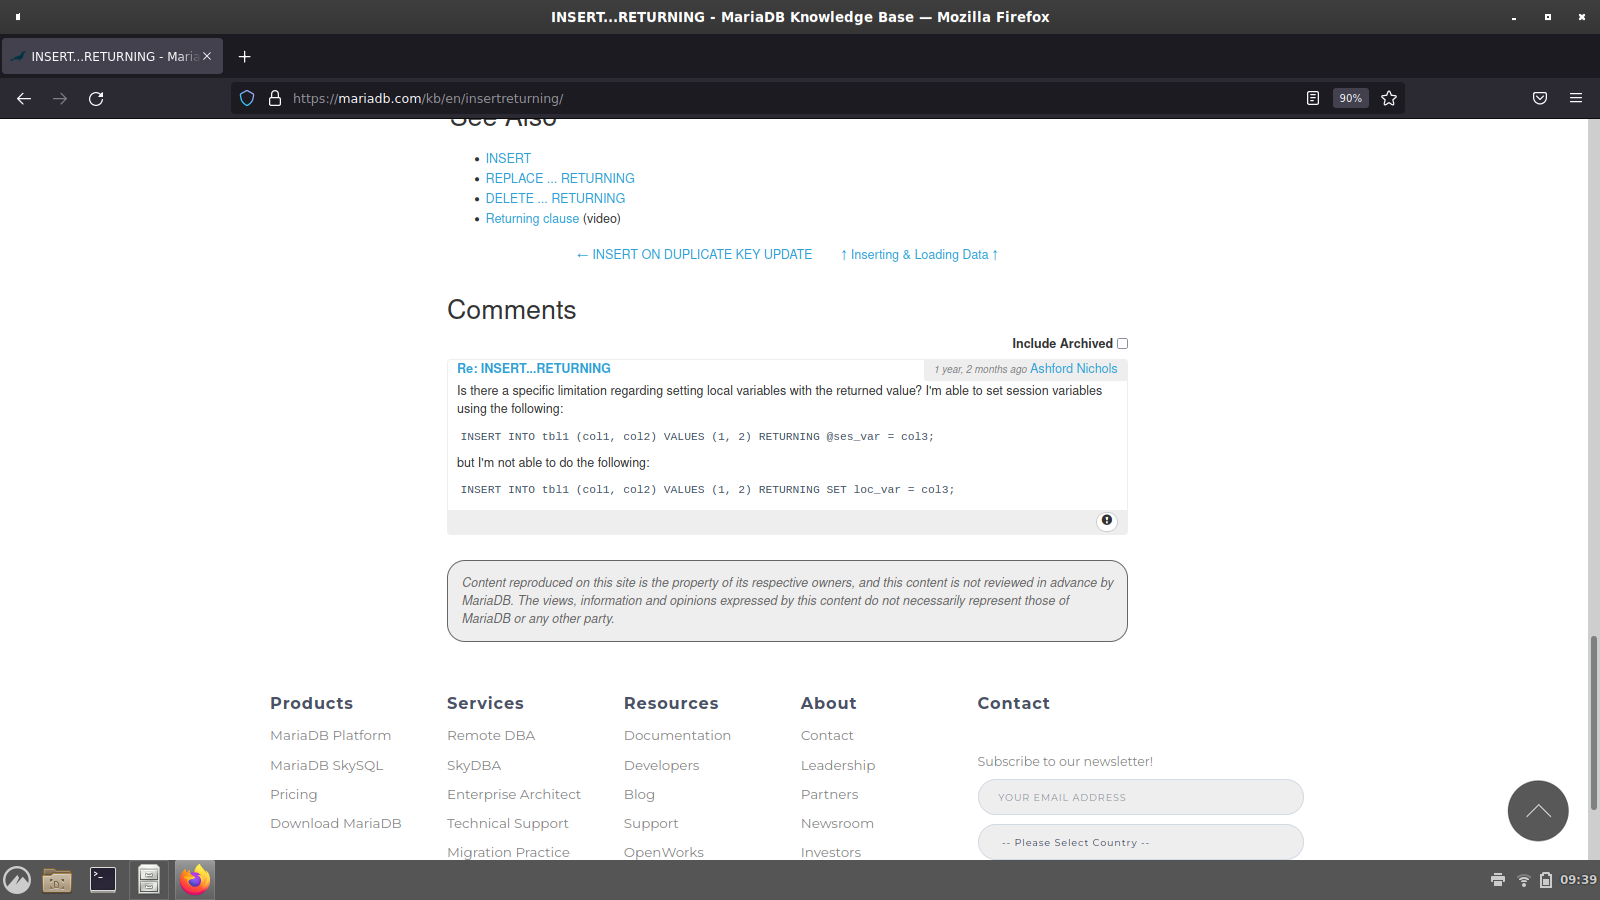 INSERT...RETURNING - MariaDB Knowledge Base — Mozilla Firefox
INSERT...RETURNING - Maria
https://mariadb.com/kb/en/insertreturning/
90%
See Also
INSERT
REPLACE ... RETURNING
DELETE ... RETURNING
Returning clause (video)
← INSERT ON DUPLICATE KEY UPDATE ↑ Inserting & Loading Data ↑
Comments
Include Archived
Re: INSERT...RETURNING
1 year, 2 months ago Ashford Nichols
Is there a specific limitation regarding setting local variables with the returned value? I'm able to set session variables
using the following:
INSERT INTO tbl1 (col1, col2) VALUES (1, 2) RETURNING @ses_var = col3;
but I'm not able to do the following:
INSERT INTO tbl1 (col1, col2) VALUES (1, 2) RETURNING SET loc_var = col3;
Content reproduced on this site is the property of its respective owners, and this content is not reviewed in advance by
MariaDB. The views, information and opinions expressed by this content do not necessarily represent those of
MariaDB or any other party.
Products
MariaDB Platform
MariaDB SkySQL
Pricing
Download MariaDB
Services
Remote DBA
SkyDBA
Enterprise Architect
Technical Support
Migration Practice
Resources
Documentation
Developers
Blog
Support
OpenWorks
About
Contact
Leadership
Partners
Newsroom
Investors
Contact
Subscribe to our newsletter!
YOUR EMAIL ADDRESS
-- Please Select Country --
09:39